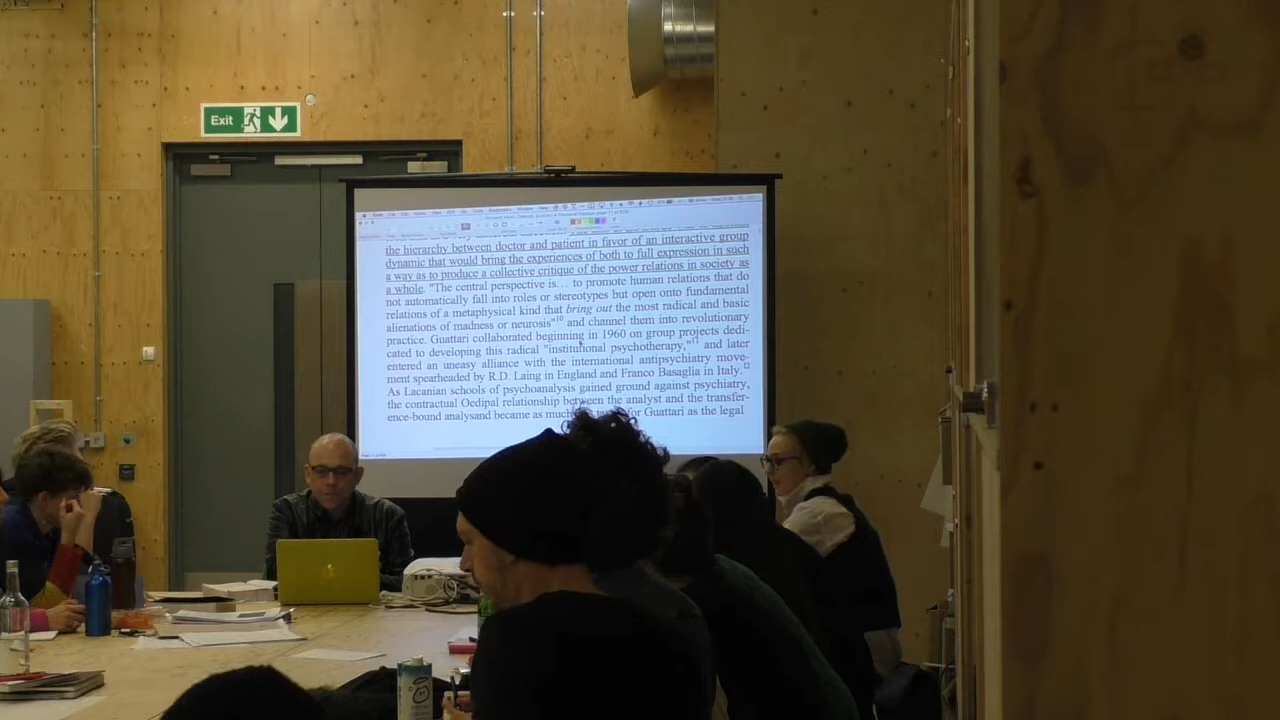 Exit
the hierarchy between doctor and patient in favor of an interactive group
dynamic that would bring the experiences of both to full expression in such
a way as to produce a collective critique of the power relations in society as
a whole. "The central perspective is... to promote human relations that do
not automatically fall into roles or stereotypes but open onto fundamental
relations of a metaphysical kind that bring out the most radical and basic
alienations of madness or neurosis"10 and channel them into revolutionary
practice. Guattari collaborated beginning in 1960 on group projects dedi-
cated to developing this radical "institutional psychotherapy,"11 and later
entered an uneasy alliance with the international antipsychiatry move-
ment spearheaded by R.D. Laing in England and Franco Basaglia in Italy.12
As Lacanian schools of psychoanalysis gained ground against psychiatry,
the contractual Oedipal relationship between the analyst and the transfer-
ence-bound analysand became as much for Guattari as the legal